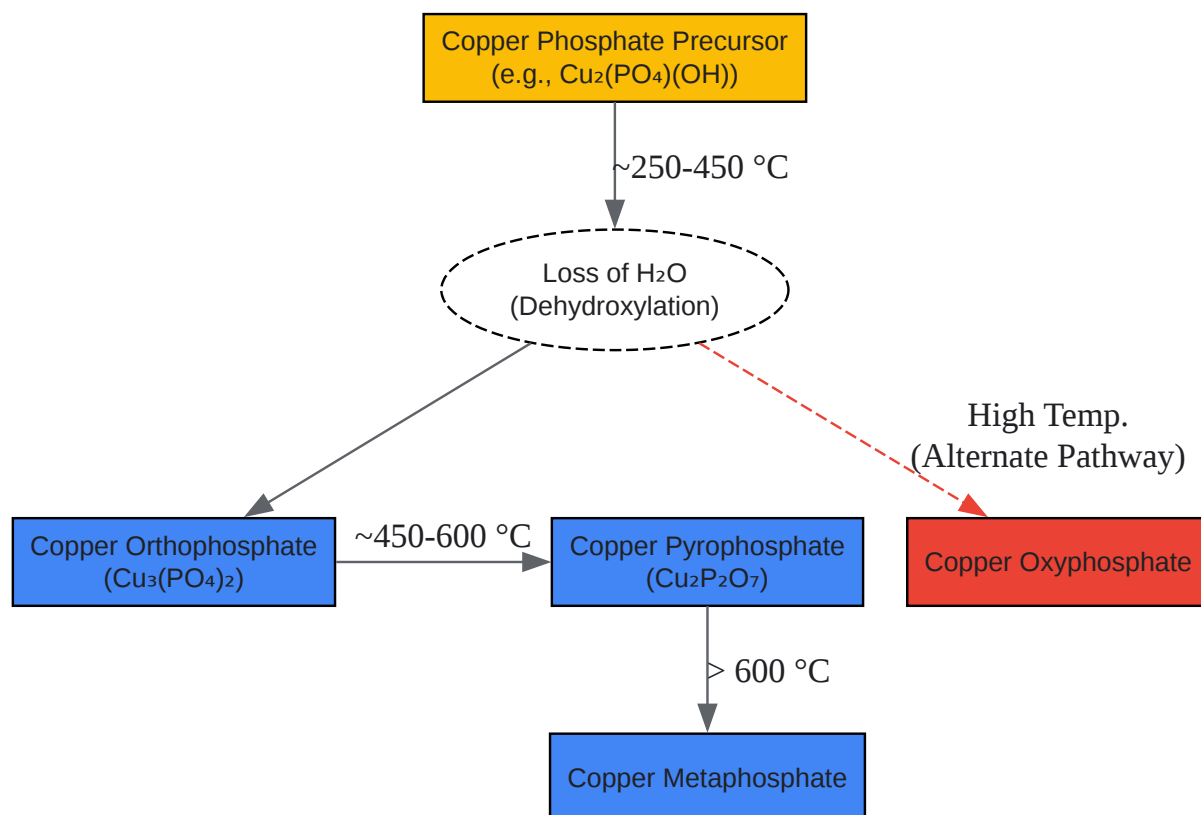 Copper Phosphate Precursor
(e.g., Cu₂(PO₄)(OH))
~250-450 °C
Loss of H₂O
(Dehydroxylation)
High Temp.
(Alternate Pathway)
Copper Orthophosphate
(Cu₃(PO₄)₂)
~450-600 °C
Copper Pyrophosphate
(Cu₂P₂O₇)
Copper Oxyphosphate
> 600 °C
Copper Metaphosphate